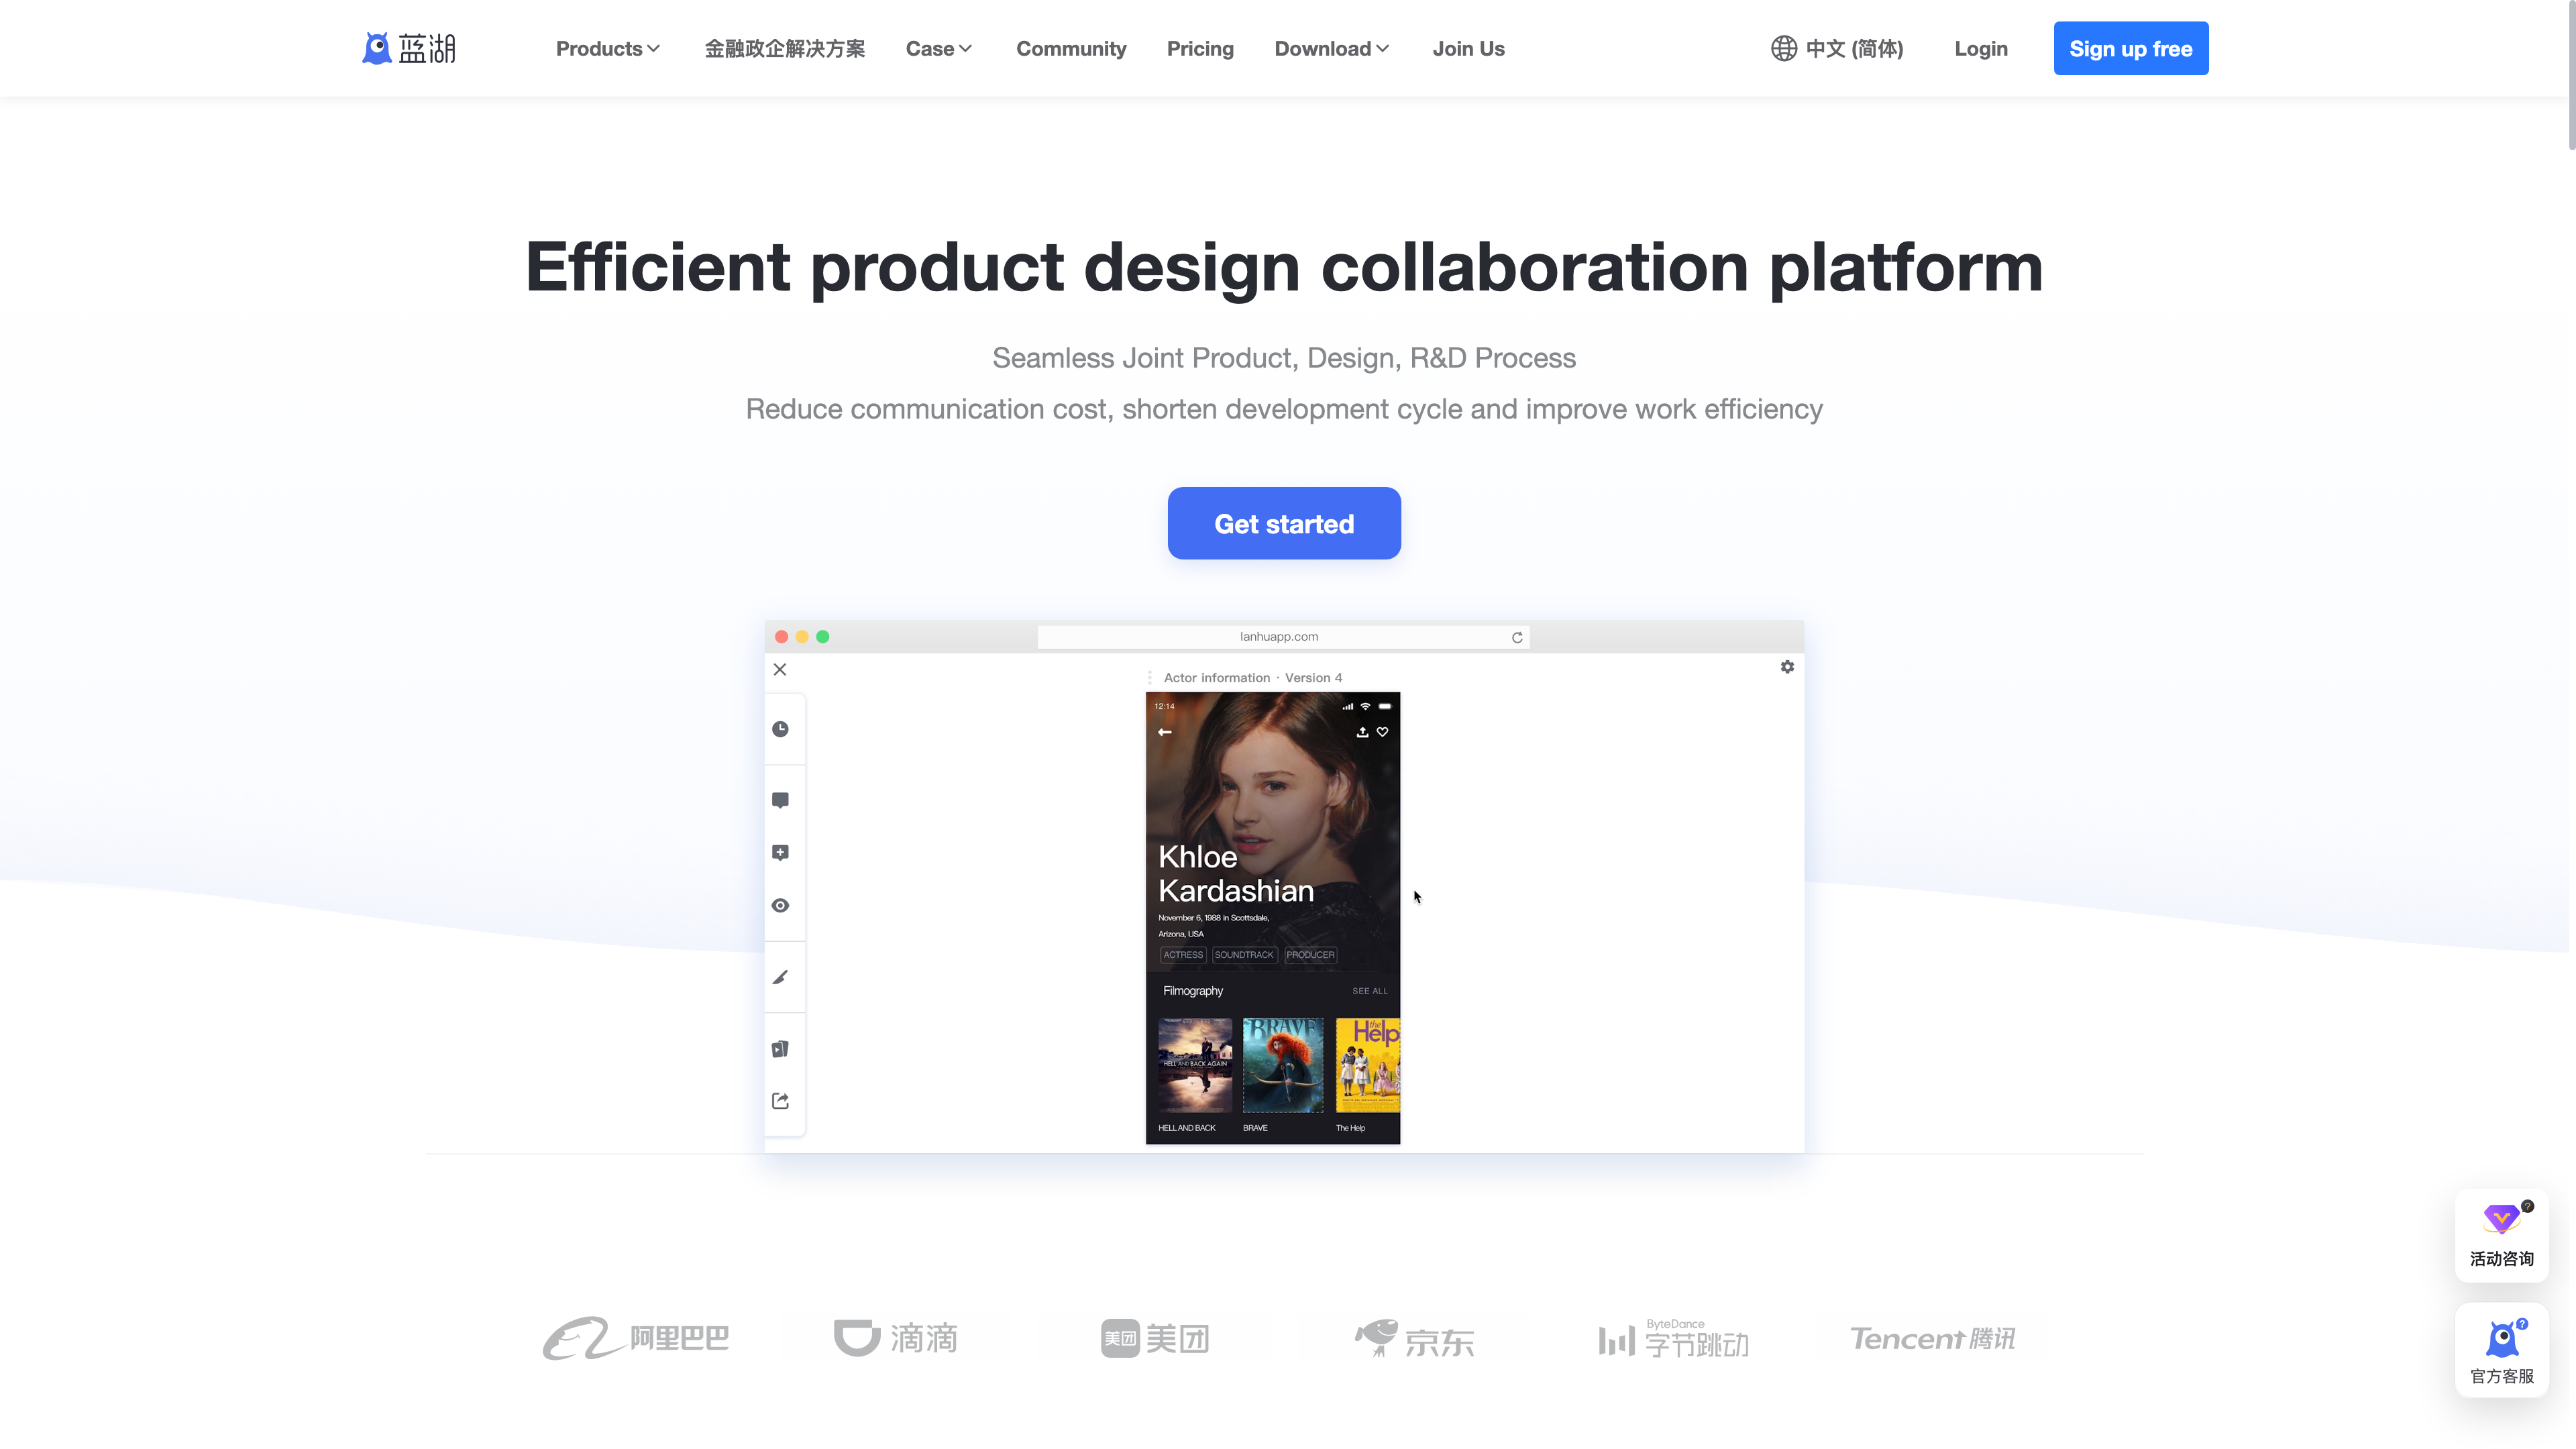 蓝湖
Products
金融政企解决方案
Case
Community
Pricing
Download
Join Us
中文 (简体)
Login
Sign up free
Efficient product design collaboration platform
Seamless Joint Product, Design, R&D Process
Reduce communication cost, shorten development cycle and improve work efficiency
Get started
lanhuapp.com
Actor information · Version 4
12:14
Khloe
Kardashian
November 6, 1988 in Scottsdale,
Arizona, USA
ACTRESS SOUNDTRACK PRODUCER
Filmography SEE ALL
HELL AND BACK AGAIN
BRAVE
the
Help
HELL AND BACK
BRAVE
The Help
活动咨询
阿里巴巴
滴滴
美团 美团
京东
ByteDance
字节跳动
Tencent 腾讯
官方客服